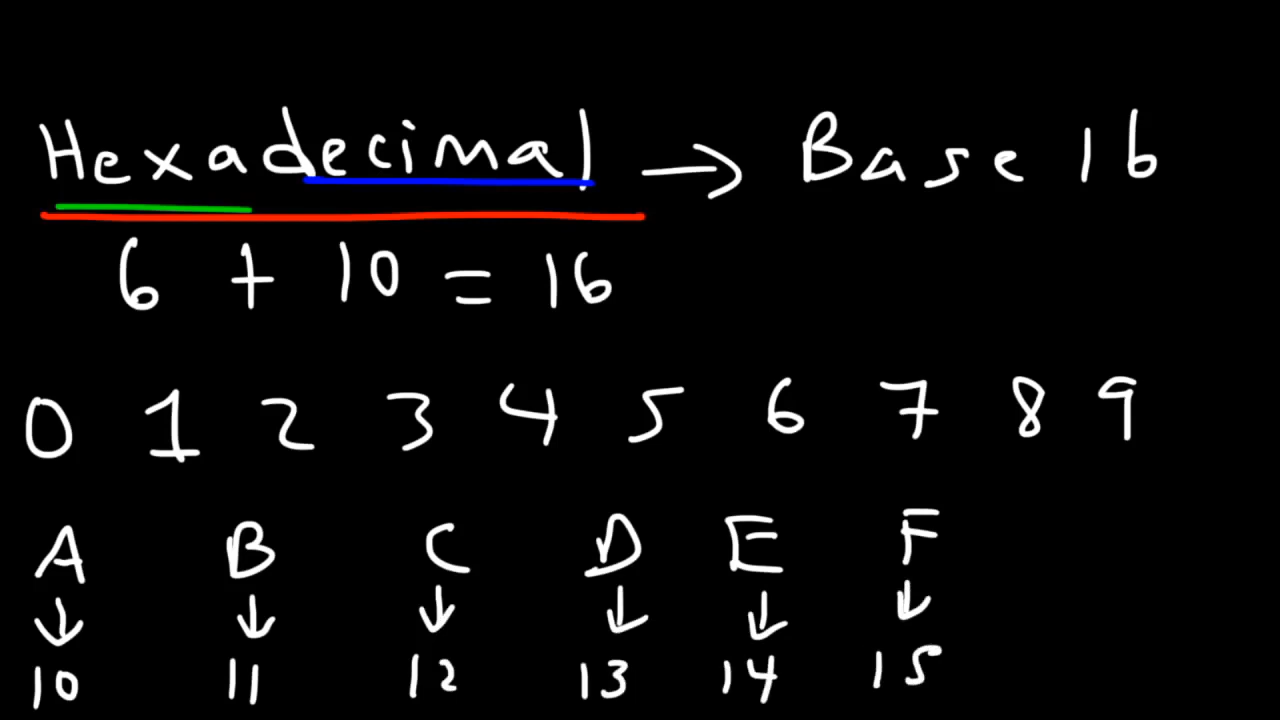 Hexadecimal → Base 16
6 + 10 = 16
0 1 2 3 4 5 6 7 8 9
A B C D E F
↓ ↓ ↓ ↓ ↓ ↓
10 11 12 13 14 15